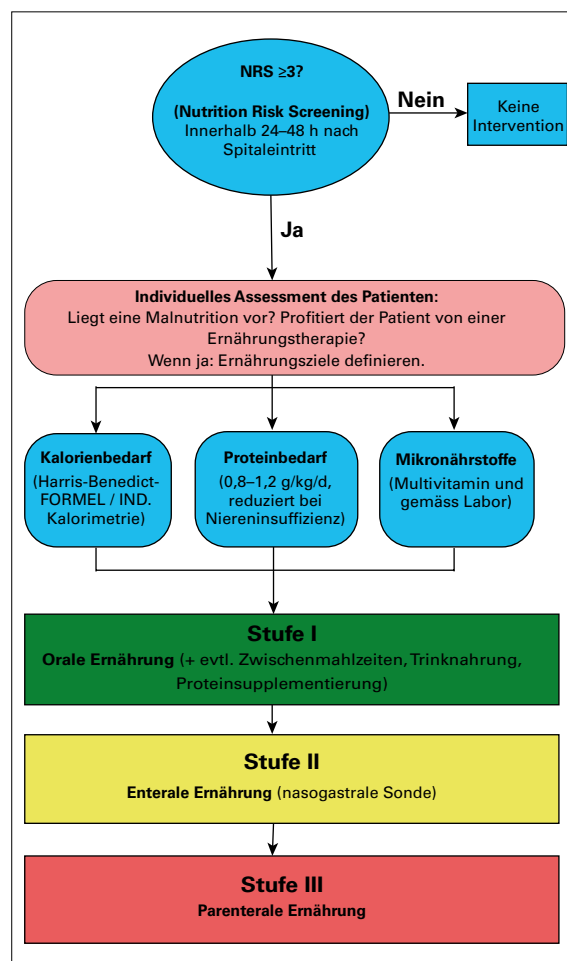 NRS ≥3?
(Nutrition Risk Screening)
Innerhalb 24–48 h nach
Spitaleintritt
Nein
Keine
Intervention
Ja
Individuelles Assessment des Patienten:
Liegt eine Malnutrition vor? Profitiert der Patient von einer
Ernährungstherapie?
Wenn ja: Ernährungsziele definieren.
Kalorienbedarf
(Harris-Benedict-
FORMEL / IND.
Kalorimetrie)
Proteinbedarf
(0,8–1,2 g/kg/d,
reduziert bei
Niereninsuffizienz)
Mikronährstoffe
(Multivitamin und
gemäss Labor)
Stufe I
Orale Ernährung (+ evtl. Zwischenmahlzeiten, Trinknahrung,
Proteinsupplementierung)
Stufe II
Enterale Ernährung (nasogastrale Sonde)
Stufe III
Parenterale Ernährung